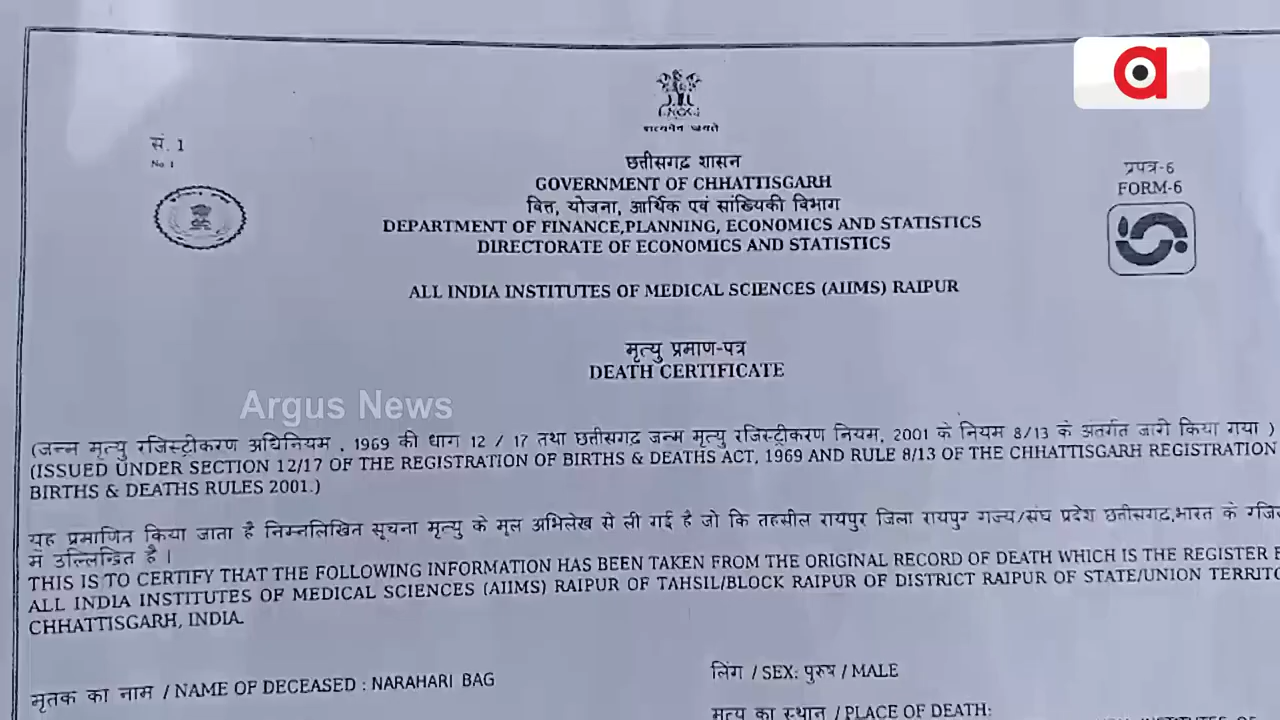 सं. 1
No. 1
सत्यमेव जयते
छत्तीसगढ़ शासन
GOVERNMENT OF CHHATTISGARH
वित्त, योजना, आर्थिक एवं सांख्यिकी विभाग
DEPARTMENT OF FINANCE,PLANNING, ECONOMICS AND STATISTICS
DIRECTORATE OF ECONOMICS AND STATISTICS
प्रपत्र-6
FORM-6
ALL INDIA INSTITUTES OF MEDICAL SCIENCES (AIIMS) RAIPUR
मृत्यु प्रमाण-पत्र
DEATH CERTIFICATE
Argus News
(जन्म मृत्यु रजिस्ट्रीकरण अधिनियम , 1969 की धारा 12 / 17 तथा छत्तीसगढ़ जन्म मृत्यु रजिस्ट्रीकरण नियम, 2001 के नियम 8/13 के अंतर्गत जारी किया गया )
(ISSUED UNDER SECTION 12/17 OF THE REGISTRATION OF BIRTHS & DEATHS ACT, 1969 AND RULE 8/13 OF THE CHHATTISGARH REGISTRATION
BIRTHS & DEATHS RULES 2001.)
यह प्रमाणित किया जाता है निम्नलिखित सूचना मृत्यु के मूल अभिलेख से ली गई है जो कि तहसील रायपुर जिला रायपुर राज्य/संघ प्रदेश छत्तीसगढ़,भारत के
में उल्लिखित है ।
THIS IS TO CERTIFY THAT THE FOLLOWING INFORMATION HAS BEEN TAKEN FROM THE ORIGINAL RECORD OF DEATH WHICH IS THE REGISTER
ALL INDIA INSTITUTES OF MEDICAL SCIENCES (AIIMS) RAIPUR OF TAHSIL/BLOCK RAIPUR OF DISTRICT RAIPUR OF STATE/UNION
CHHATTISGARH, INDIA.
मृतक का नाम / NAME OF DECEASED : NARAHARI BAG
लिंग / SEX: पुरुष / MALE
मृत्यु का स्थान / PLACE OF DEATH: